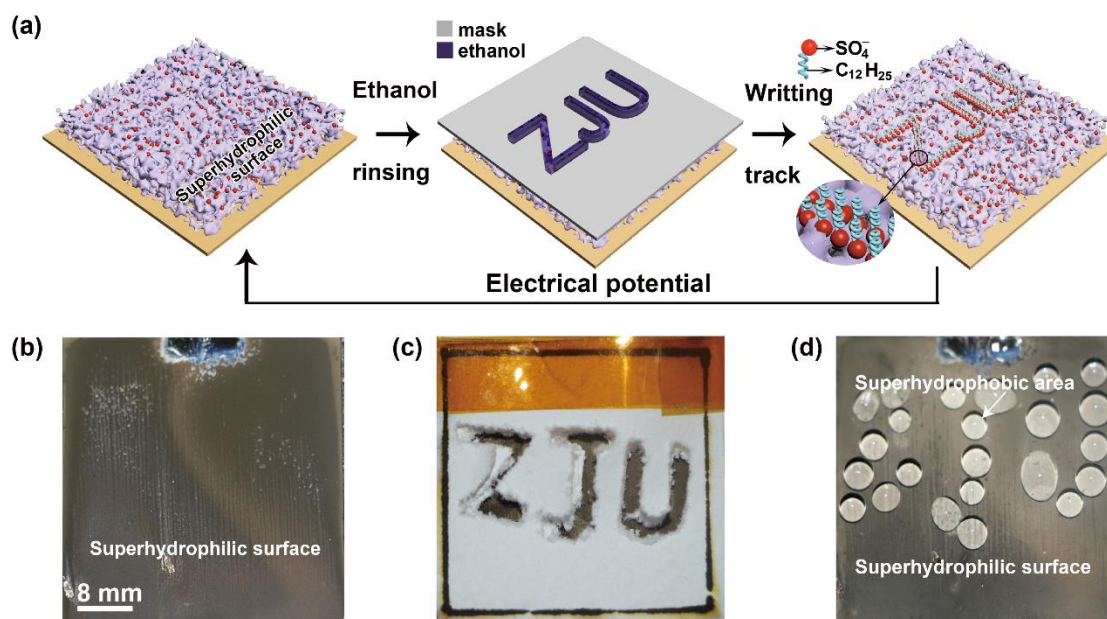 (a)
mask
ethanol
SO₄⁻
C₁₂H₂₅
Superhydrophilic
surface
Ethanol
rinsing
ZJU
Writting
track
Electrical potential
(b)
Superhydrophilic surface
8 mm
(c)
ZJU
(d)
Superhydrophobic area
Superhydrophilic surface